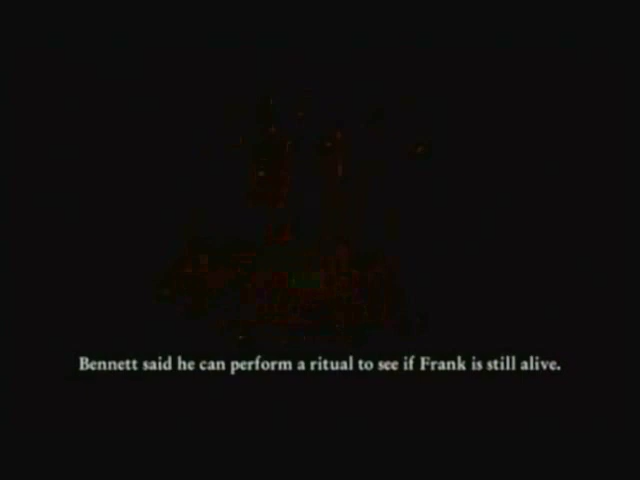 Bennett said he can perform a ritual to see if Frank is still alive.